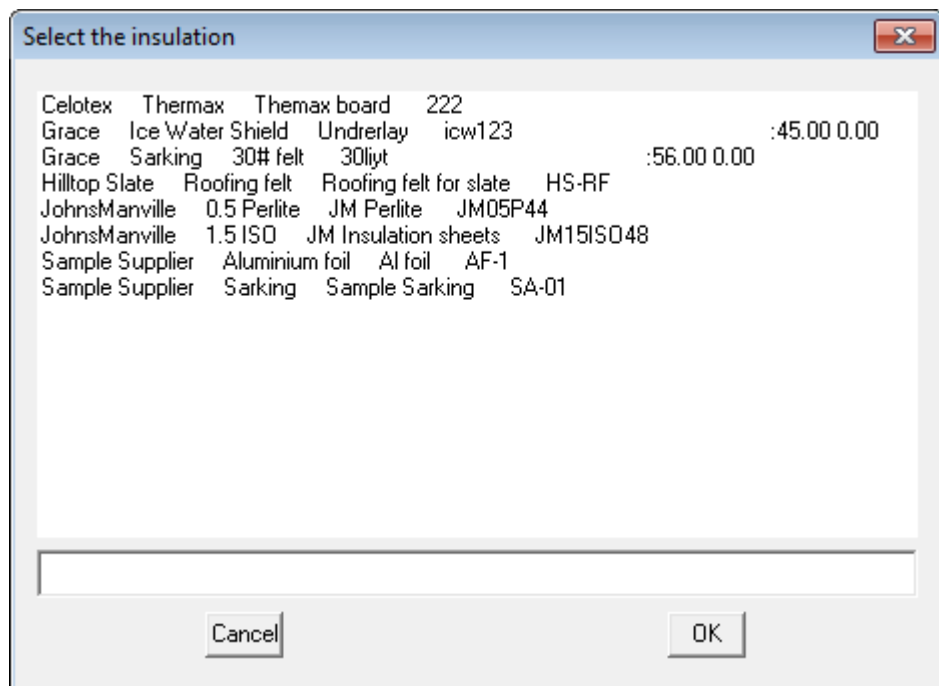 Select the insulation
Celotex Thermax Themax board 222
Grace Ice Water Shield Undrerlay icw123 :45.00 0.00
Grace Sarking 30# felt 30liyt :56.00 0.00
Hilltop Slate Roofing felt Roofing felt for slate HS-RF
JohnsManville 0.5 Perlite JM Perlite JM05P44
JohnsManville 1.5 ISO JM Insulation sheets JM15ISO48
Sample Supplier Aluminium foil Al foil AF-1
Sample Supplier Sarking Sample Sarking SA-01
Cancel OK